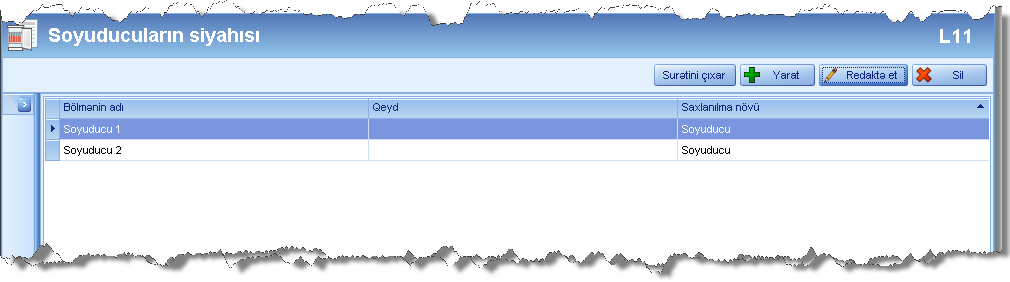 Soyuducuların siyahısı
L11
Surətini çıxar Yarat Redaktə et Sil
Bölmənin adı Qeyd Saxlanılma növü
Soyuducu 1 Soyuducu
Soyuducu 2 Soyuducu